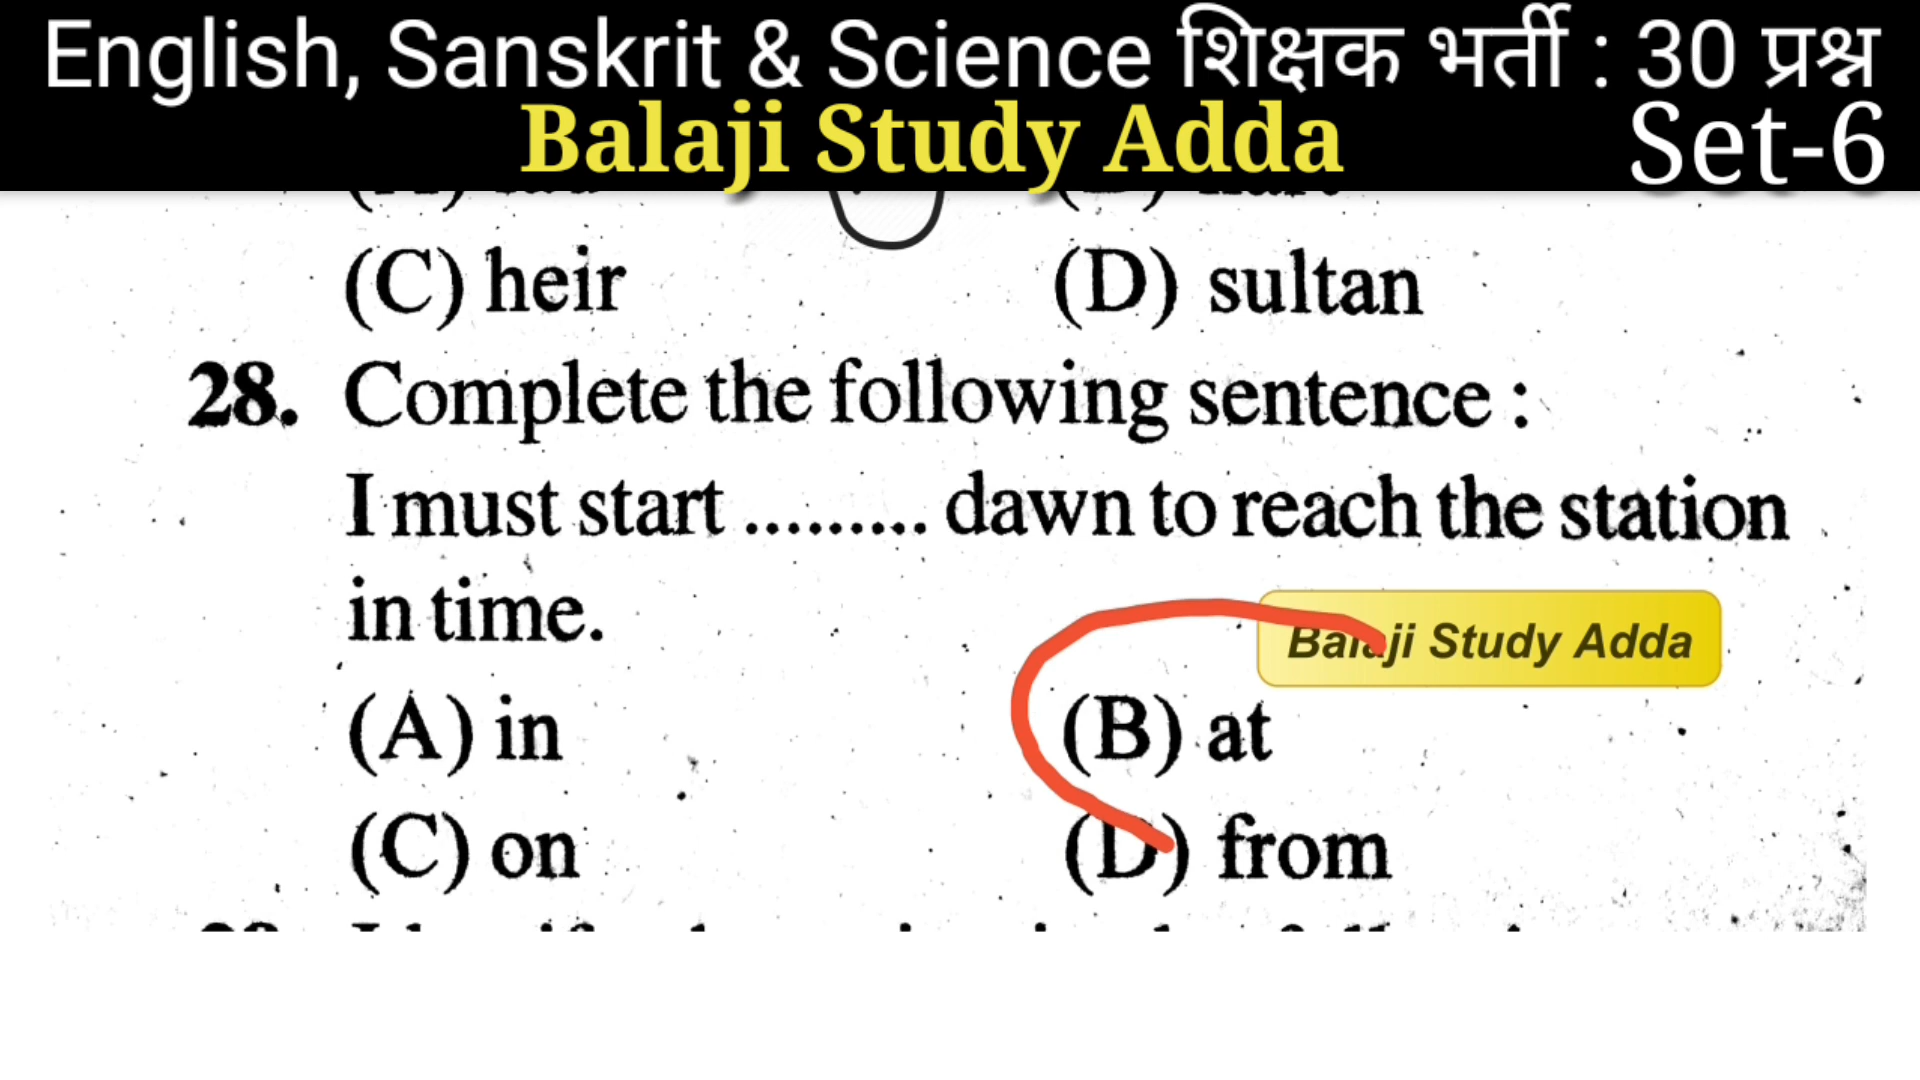 English, Sanskrit & Science शिक्षक भर्ती : 30 प्रश्न
Balaji Study Adda Set-6
(C) heir (D) sultan
28. Complete the following sentence :
I must start ......... dawn to reach the station
in time.
Balaji Study Adda
(A) in (B) at
(C) on (D) from